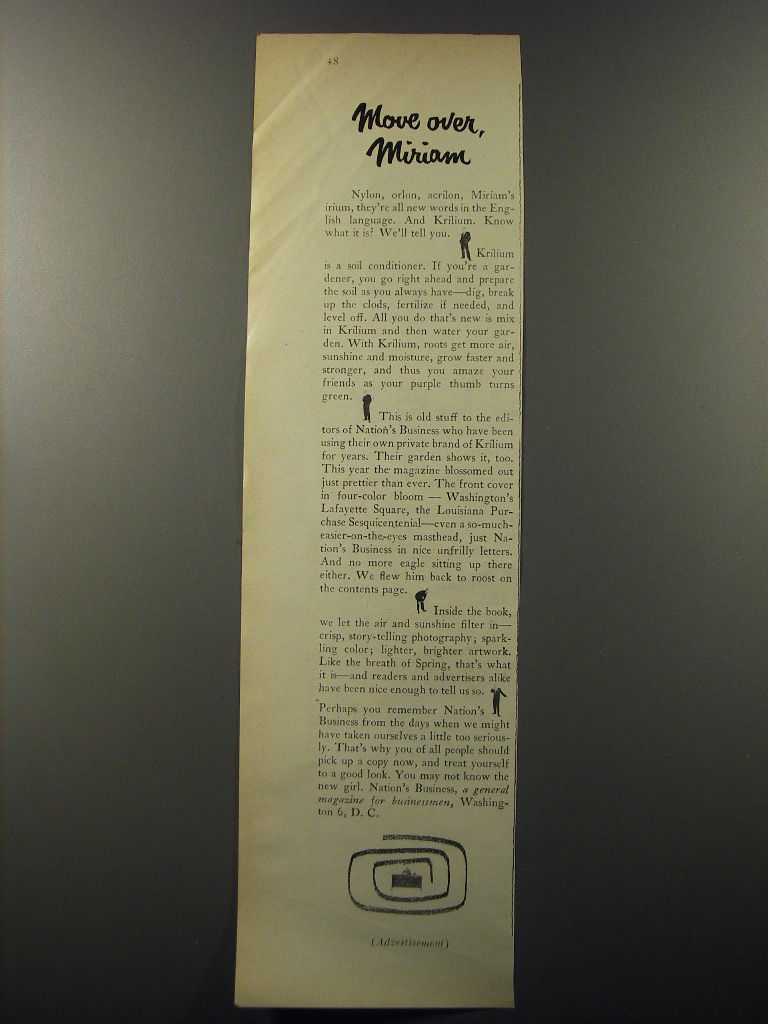 48
Move over,
Miriam
Nylon, orlon, acrilon, Miriam's
irium, they're all new words in the Eng-
lish language. And Krilium. Know
what it is? We'll tell you.
Krilium
is a soil conditioner. If you're a gar-
dener, you go right ahead and prepare
the soil as you always have—dig, break
up the clods, fertilize if needed, and
level off. All you do that's new is mix
in Krilium and then water your gar-
den. With Krilium, roots get more air,
sunshine and moisture, grow faster and
stronger, and thus you amaze your
friends as your purple thumb turns
green.
This is old stuff to the edi-
tors of Nation's Business who have been
using their own private brand of Krilium
for years. Their garden shows it, too.
This year the magazine blossomed out
just prettier than ever. The front cover
in four-color bloom — Washington's
Lafayette Square, the Louisiana Pur-
chase Sesquicentenial—even a so-much-
easier-on-the-eyes masthead, just Na-
tion's Business in nice unfrilly letters.
And no more eagle sitting up there
either. We flew him back to roost on
the contents page.
Inside the book,
we let the air and sunshine filter in—
crisp, story-telling photography; spark-
ling color; lighter, brighter artwork.
Like the breath of Spring, that's what
it is—and readers and advertisers alike
have been nice enough to tell us so.
Perhaps you remember Nation's
Business from the days when we might
have taken ourselves a little too serious-
ly. That's why you of all people should
pick up a copy now, and treat yourself
to a good look. You may not know the
new girl. Nation's Business, a general
magazine for businessmen, Washing-
ton 6, D. C.
(Advertisement)